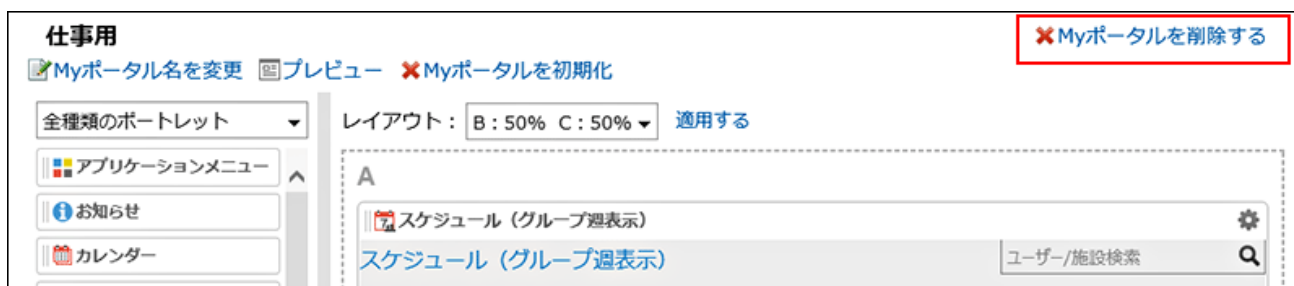 仕事用
Myポータルを削除する
Myポータル名を変更 プレビュー Myポータルを初期化
全種類のポートレット
レイアウト： B：50% C：50% 適用する
アプリケーションメニュー
お知らせ
カレンダー
A
スケジュール（グループ週表示）
スケジュール（グループ週表示）
ユーザー/施設検索